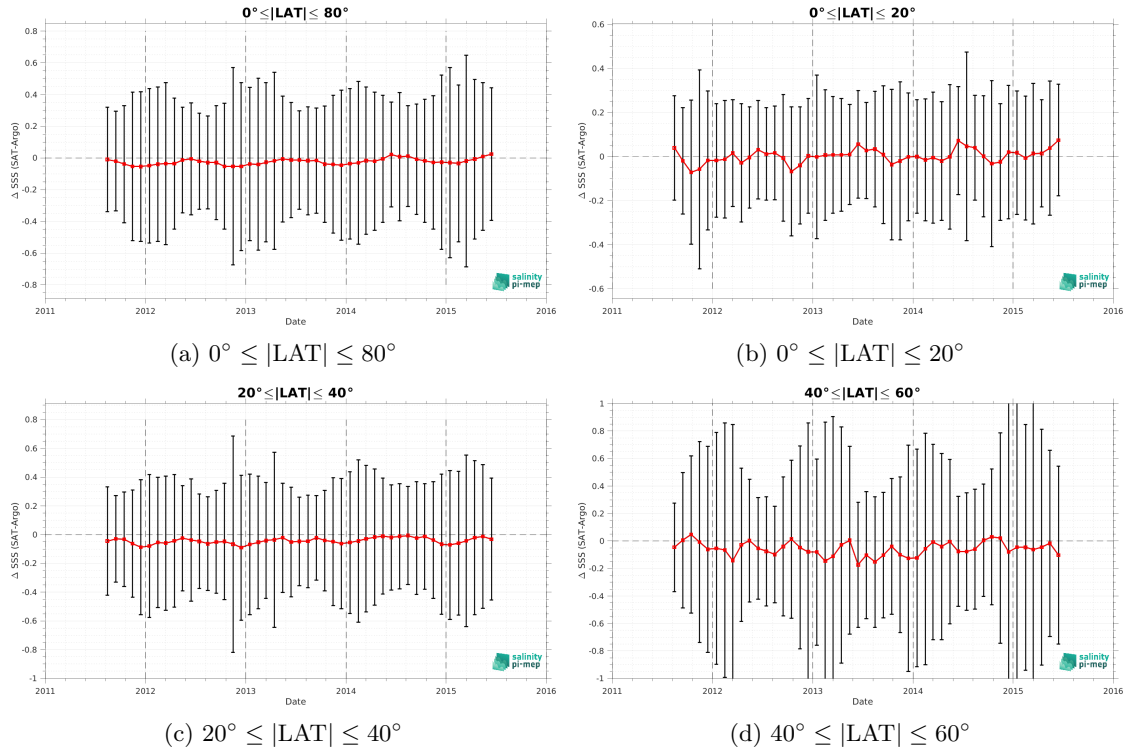 0°≤|LAT|≤ 80°
0.8
0.6
0.4
0.2
0
-0.2
-0.4
-0.6
-0.8
Δ SSS (SAT-Argo)
2011
2012
2013
2014
2015
2016
Date
salinity
pi-mep
(a) 0° ≤ |LAT| ≤ 80°
0°≤|LAT|≤ 20°
0.6
0.4
0.2
0
-0.2
-0.4
-0.6
Δ SSS (SAT-Argo)
2011
2012
2013
2014
2015
2016
Date
salinity
pi-mep
(b) 0° ≤ |LAT| ≤ 20°
20°≤|LAT|≤ 40°
0.8
0.6
0.4
0.2
0
-0.2
-0.4
-0.6
-0.8
-1
Δ SSS (SAT-Argo)
2011
2012
2013
2014
2015
2016
Date
salinity
pi-mep
(c) 20° ≤ |LAT| ≤ 40°
40°≤|LAT|≤ 60°
1
0.8
0.6
0.4
0.2
0
-0.2
-0.4
-0.6
-0.8
-1
Δ SSS (SAT-Argo)
2011
2012
2013
2014
2015
2016
Date
salinity
pi-mep
(d) 40° ≤ |LAT| ≤ 60°